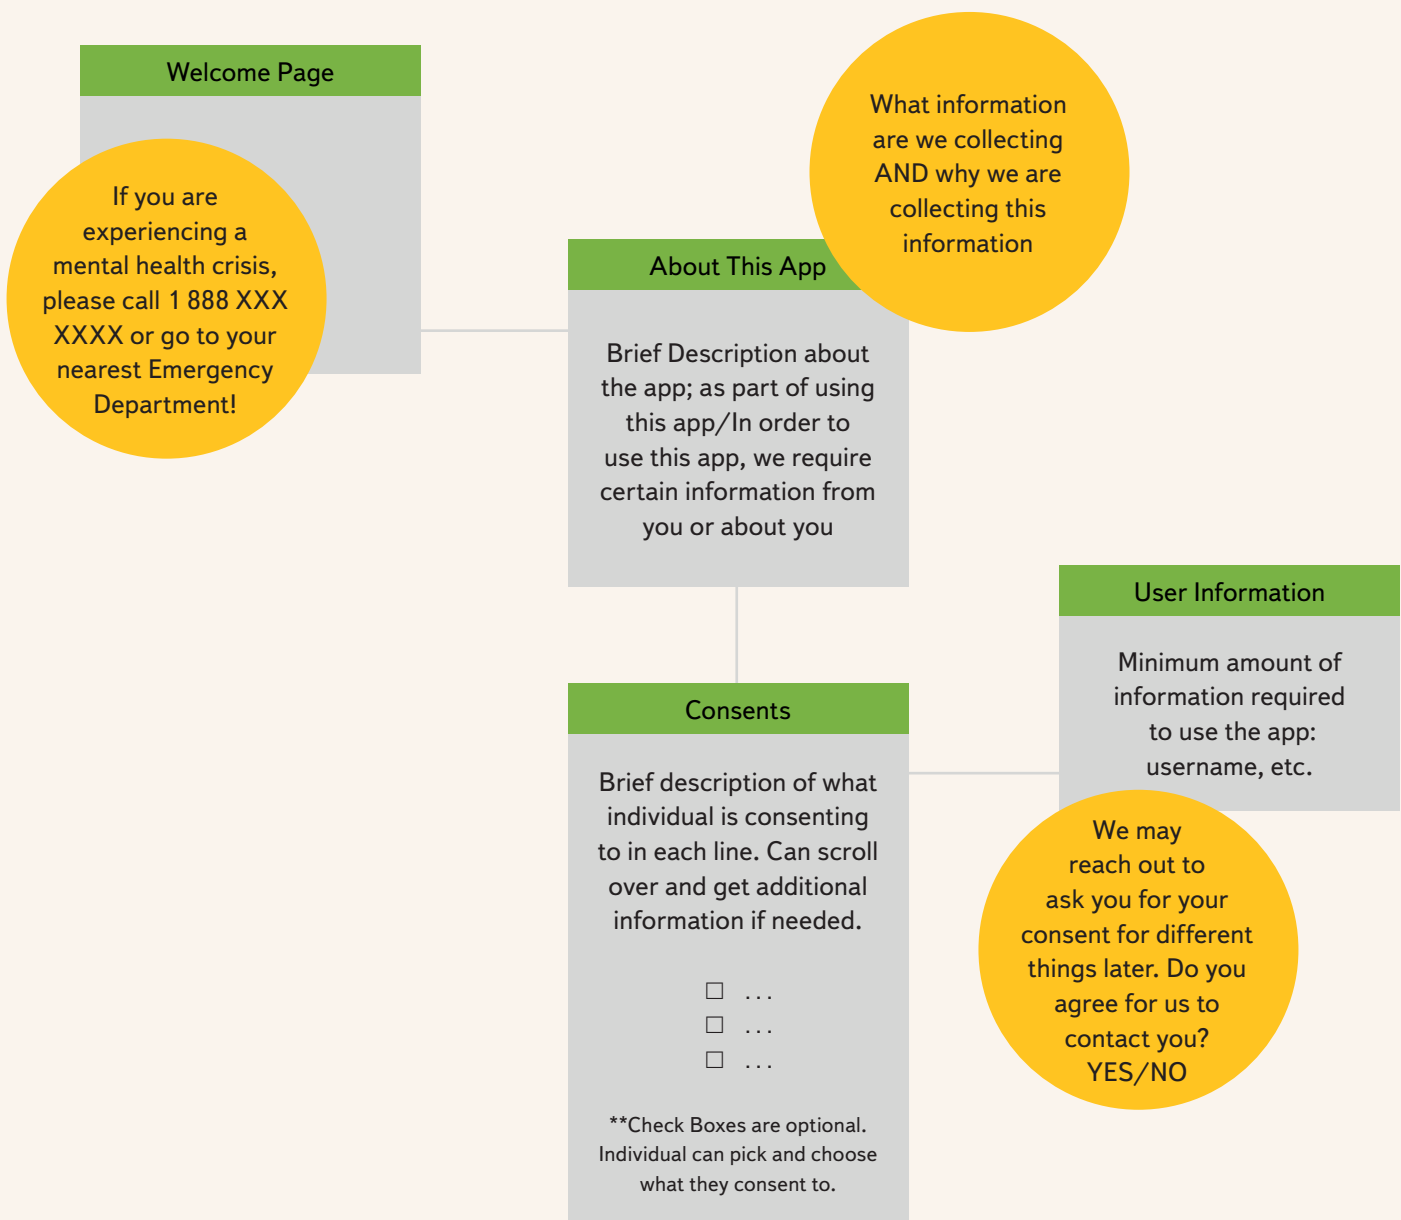 Welcome Page
If you are
experiencing a
mental health crisis,
please call 1 888 XXX
XXXX or go to your
nearest Emergency
Department!
What information
are we collecting
AND why we are
collecting this
information
About This App
Brief Description about
the app; as part of using
this app/In order to
use this app, we require
certain information from
you or about you
Consents
Brief description of what
individual is consenting
to in each line. Can scroll
over and get additional
information if needed.
☐ ...
☐ ...
☐ ...
**Check Boxes are optional.
Individual can pick and choose
what they consent to.
User Information
Minimum amount of
information required
to use the app:
username, etc.
We may
reach out to
ask you for your
consent for different
things later. Do you
agree for us to
contact you?
YES/NO